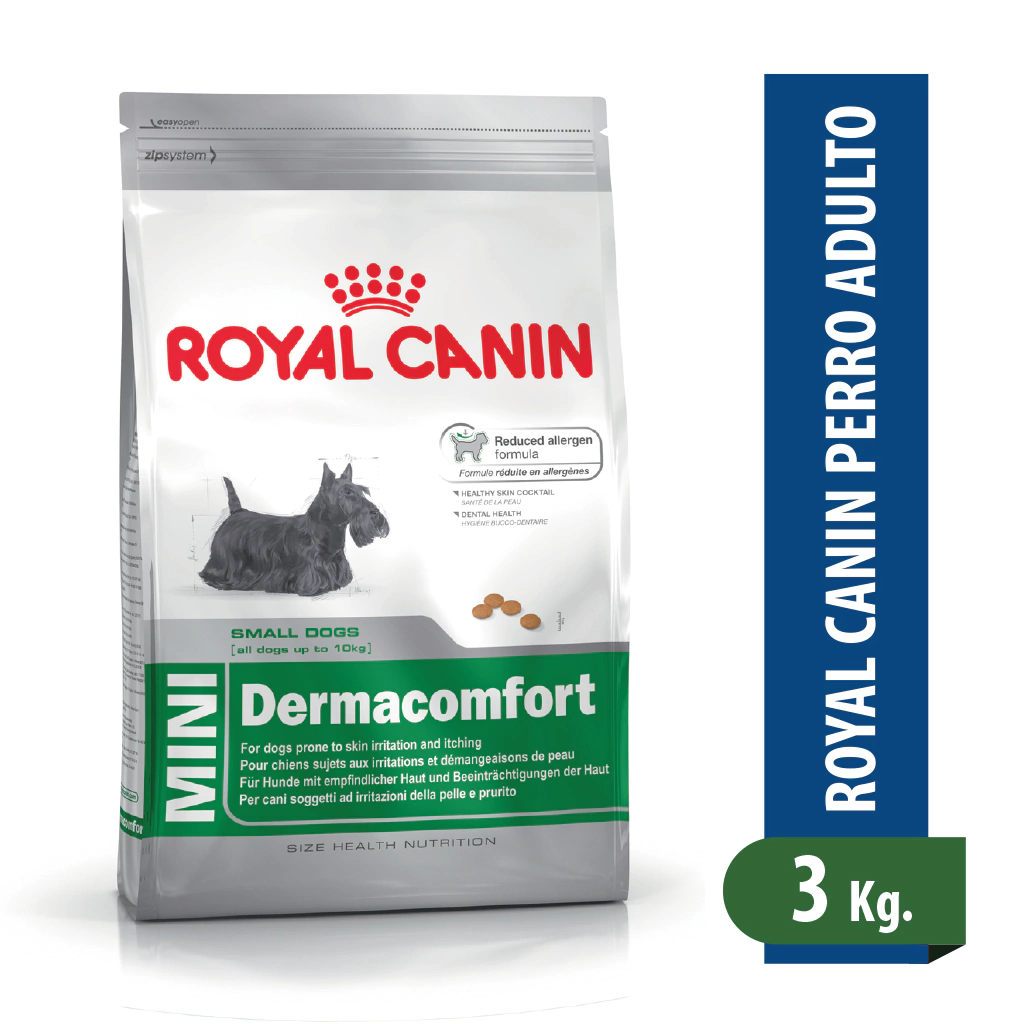 easyopen
zipsystem
ROYAL CANIN
Reduced allergen
formula
Formule réduite en allergènes
HEALTHY SKIN COCKTAIL
SANTÉ DE LA PEAU
DENTAL HEALTH
HYGIÈNE BUCCO-DENTAIRE
SMALL DOGS
[all dogs up to 10kg]
MINI
Dermacomfort
For dogs prone to skin irritation and itching
Pour chiens sujets aux irritations et démangeaisons de peau
Für Hunde mit empfindlicher Haut und Beeinträchtigungen der Haut
Per cani soggetti ad irritazioni della pelle e prurito
SIZE HEALTH NUTRITION
ROYAL CANIN PERRO ADULTO
3 Kg.